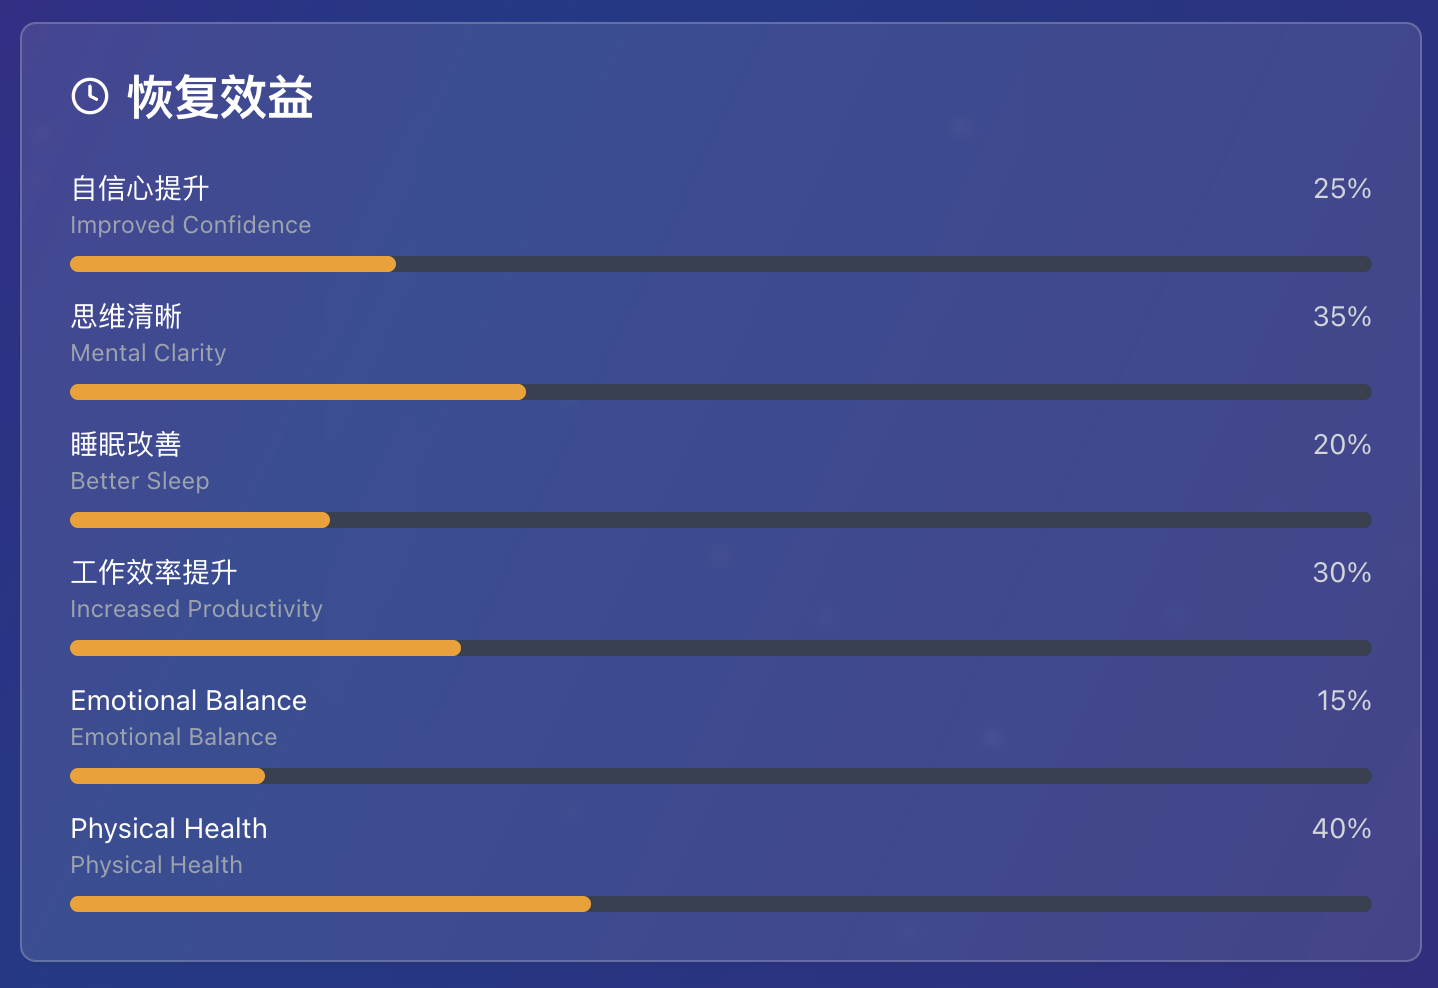 恢复效益
自信心提升 25%
Improved Confidence
思维清晰 35%
Mental Clarity
睡眠改善 20%
Better Sleep
工作效率提升 30%
Increased Productivity
Emotional Balance 15%
Emotional Balance
Physical Health 40%
Physical Health